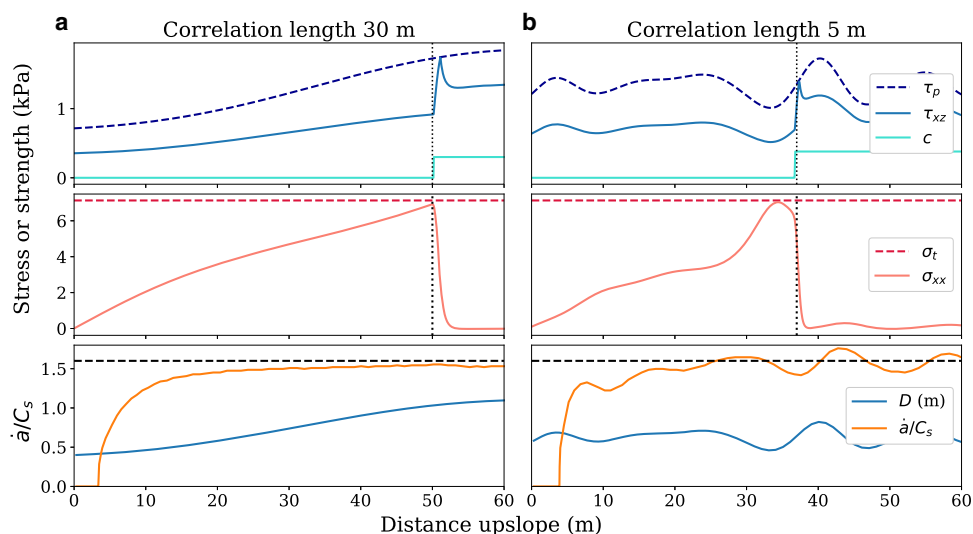 a
Correlation length 30 m
b
Correlation length 5 m
Stress or strength (kPa)
1
0
τp
τxz
c
6
4
2
0
σt
σxx
ȧ/Cs
1.5
1.0
0.5
0.0
D (m)
ȧ/Cs
0 10 20 30 40 50 60
0 10 20 30 40 50 60
Distance upslope (m)